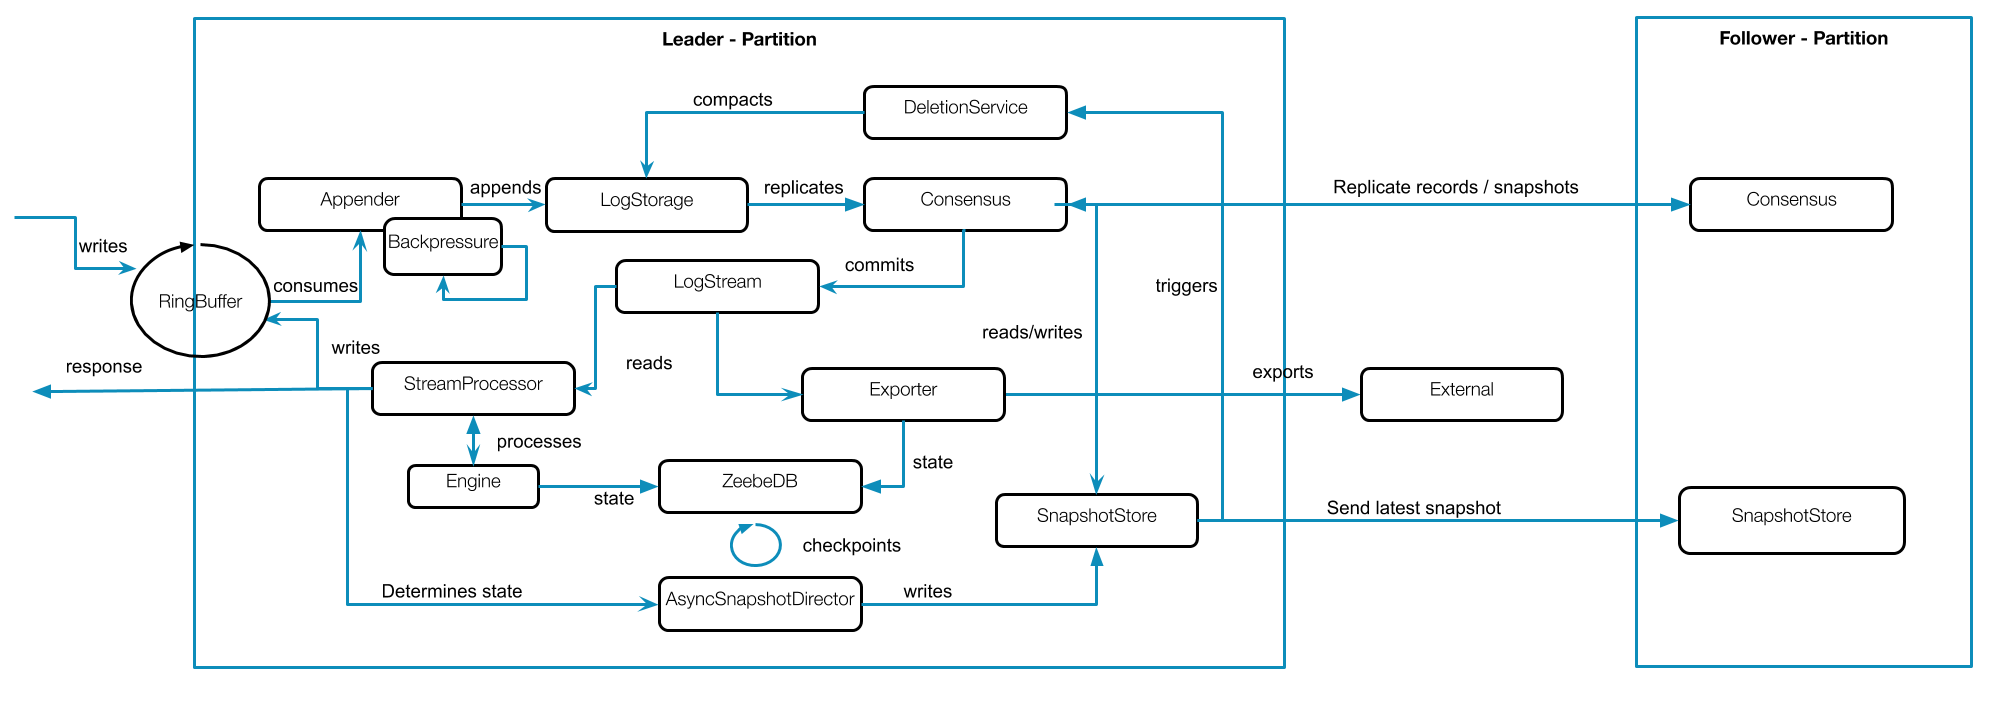 Leader - Partition
Follower - Partition
compacts
DeletionService
Appender
appends
LogStorage
replicates
Consensus
Replicate records / snapshots
Consensus
writes
Backpressure
RingBuffer
consumes
LogStream
commits
triggers
reads/writes
writes
response
reads
StreamProcessor
Exporter
exports
External
processes
state
Engine
state
ZeebeDB
SnapshotStore
Send latest snapshot
SnapshotStore
checkpoints
Determines state
AsyncSnapshotDirector
writes